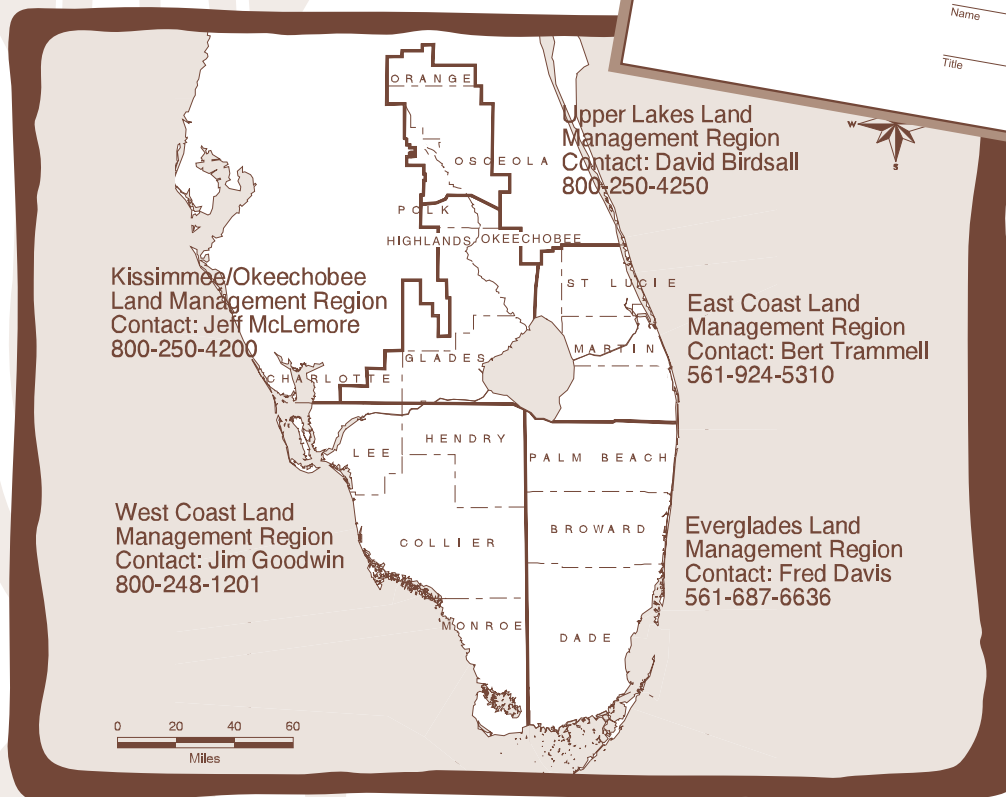 Name
Title
W
S
ORANGE
Upper Lakes Land
Management Region
Contact: David Birdsall
800-250-4250
OSCEOLA
POLK
HIGHLANDS
OKEECHOBEE
Kissimmee/Okeechobee
Land Management Region
Contact: Jeff McLemore
800-250-4200
ST LUCIE
East Coast Land
Management Region
Contact: Bert Trammell
561-924-5310
MARTIN
GLADES
CHARLOTTE
HENDRY
LEE
PALM BEACH
West Coast Land
Management Region
Contact: Jim Goodwin
800-248-1201
COLLIER
BROWARD
Everglades Land
Management Region
Contact: Fred Davis
561-687-6636
MONROE
DADE
0 20 40 60
Miles